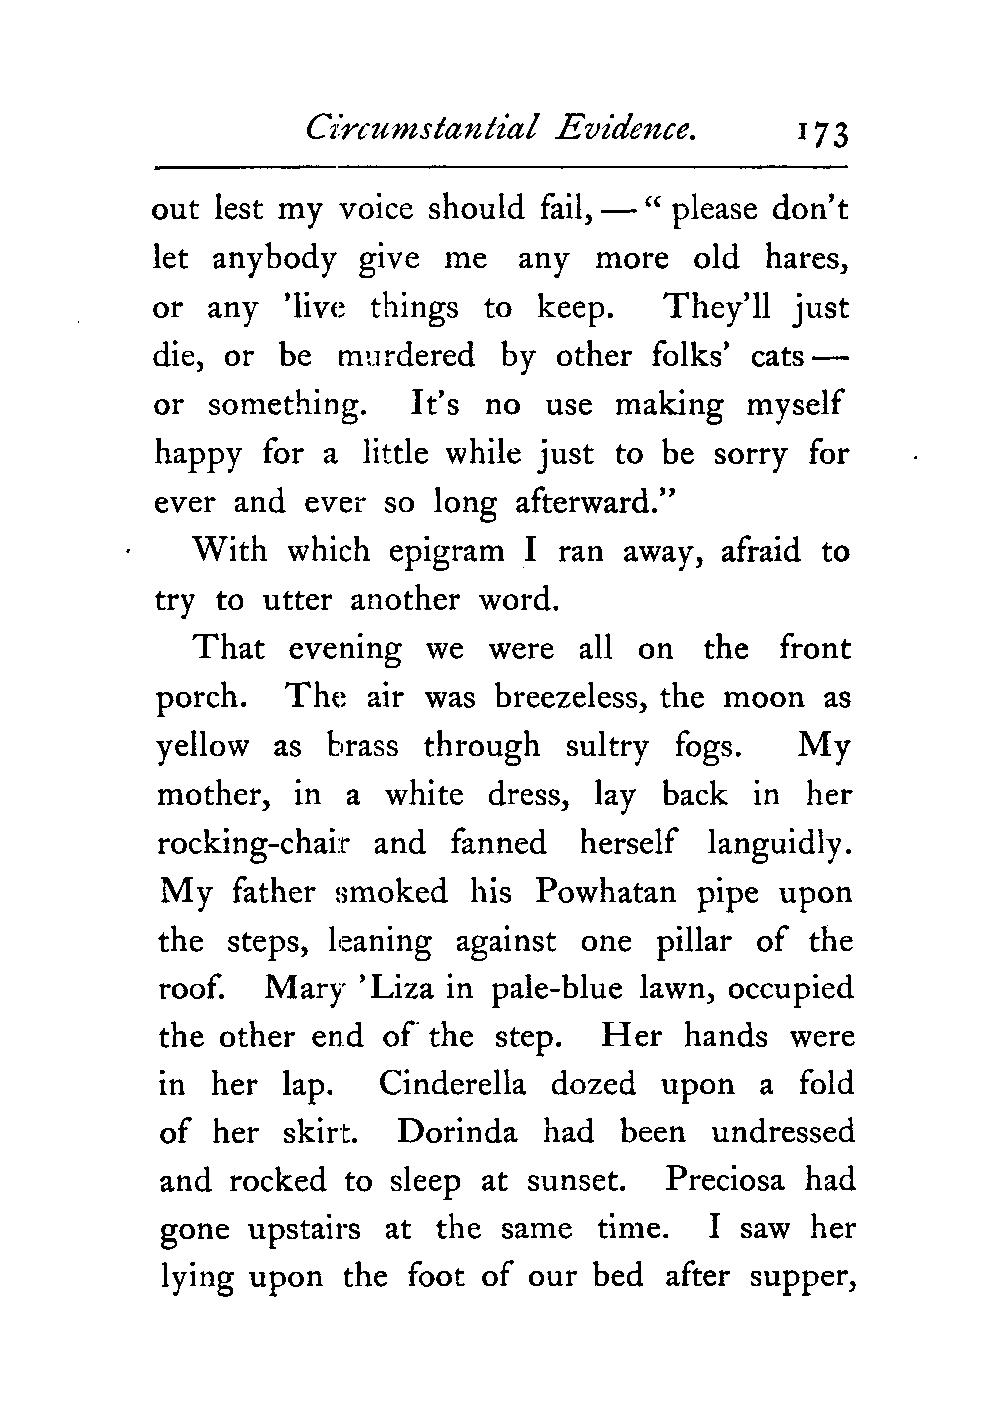 Circumstantial Evidence. 173
out lest my voice should fail, — “ please don’t
let anybody give me any more old hares,
or any ’live things to keep. They’ll just
die, or be murdered by other folks’ cats —
or something. It’s no use making myself
happy for a little while just to be sorry for
ever and ever so long afterward.”
With which epigram I ran away, afraid to
try to utter another word.
That evening we were all on the front
porch. The air was breezeless, the moon as
yellow as brass through sultry fogs. My
mother, in a white dress, lay back in her
rocking-chair and fanned herself languidly.
My father smoked his Powhatan pipe upon
the steps, leaning against one pillar of the
roof. Mary ’Liza in pale-blue lawn, occupied
the other end of the step. Her hands were
in her lap. Cinderella dozed upon a fold
of her skirt. Dorinda had been undressed
and rocked to sleep at sunset. Preciosa had
gone upstairs at the same time. I saw her
lying upon the foot of our bed after supper,